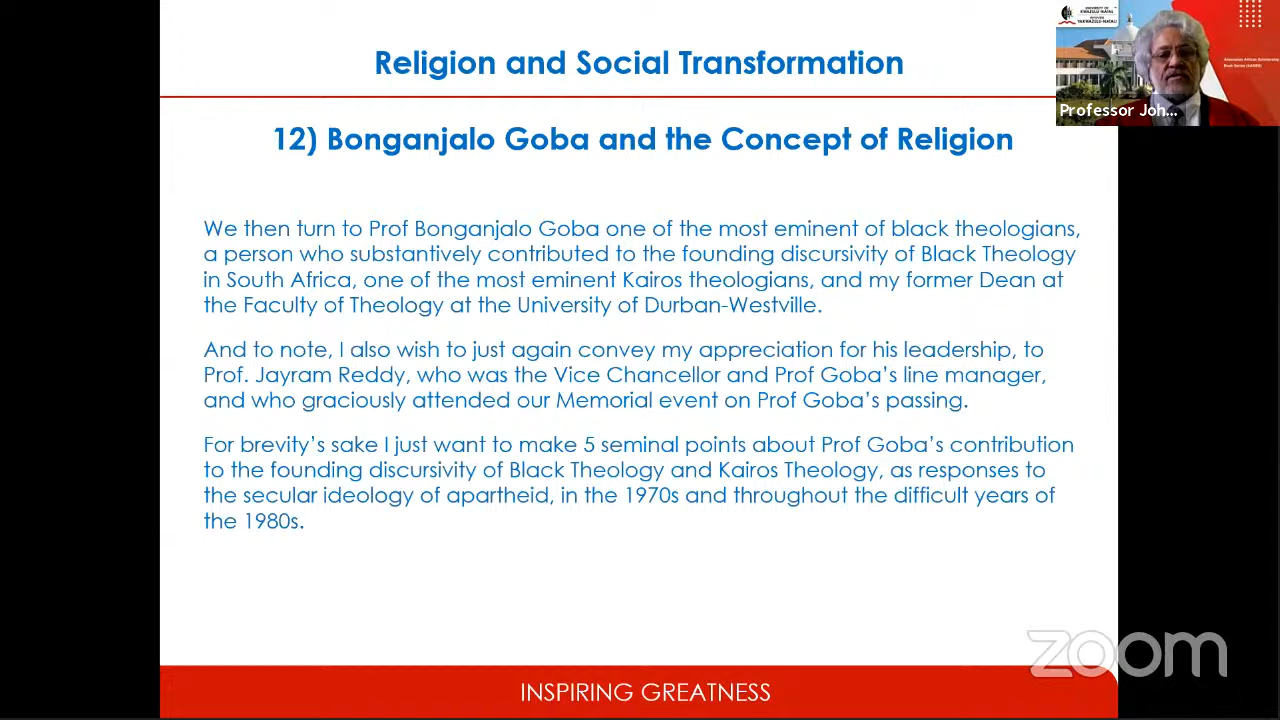 Religion and Social Transformation
UNIVERSITY OF
KWAZULU-NATAL
INYUVESI
YAKWAZULU-NATALI
Professor Joh...
12) Bonganjalo Goba and the Concept of Religion
We then turn to Prof Bonganjalo Goba one of the most eminent of black theologians,
a person who substantively contributed to the founding discursivity of Black Theology
in South Africa, one of the most eminent Kairos theologians, and my former Dean at
the Faculty of Theology at the University of Durban-Westville.
And to note, I also wish to just again convey my appreciation for his leadership, to
Prof. Jayram Reddy, who was the Vice Chancellor and Prof Goba's line manager,
and who graciously attended our Memorial event on Prof Goba's passing.
For brevity's sake I just want to make 5 seminal points about Prof Goba's contribution
to the founding discursivity of Black Theology and Kairos Theology, as responses to
the secular ideology of apartheid, in the 1970s and throughout the difficult years of
the 1980s.
zoom
INSPIRING GREATNESS